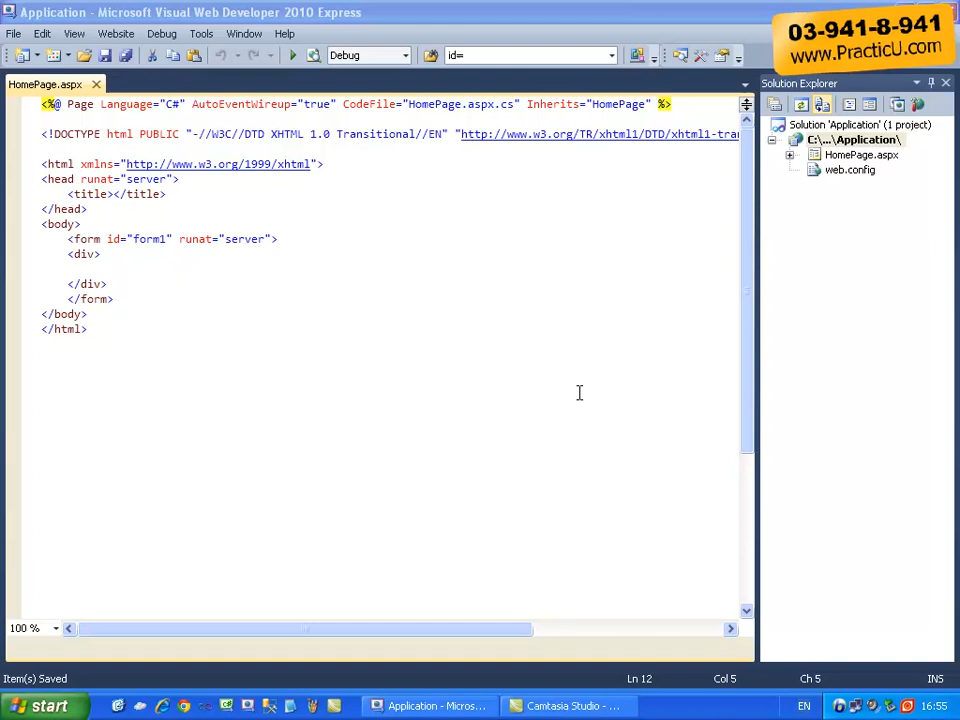 Application - Microsoft Visual Web Developer 2010 Express
03-941-8-941
www.PracticU.com
File Edit View Website Debug Tools Window Help
Debug
id=
HomePage.aspx
Solution Explorer
<%@ Page Language="C#" AutoEventWireup="true" CodeFile="HomePage.aspx.cs" Inherits="HomePage" %>
<!DOCTYPE html PUBLIC "-//W3C//DTD XHTML 1.0 Transitional//EN" "http://www.w3.org/TR/xhtml1/DTD/xhtml1-tran
<html xmlns="http://www.w3.org/1999/xhtml">
<head runat="server">
<title></title>
</head>
<body>
<form id="form1" runat="server">
<div>
</div>
</form>
</body>
</html>
Solution 'Application' (1 project)
C:\...\Application\
HomePage.aspx
web.config
100 %
Item(s) Saved
Ln 12
Col 5
Ch 5
INS
start
Application - Micros...
Camtasia Studio - ...
EN
16:55